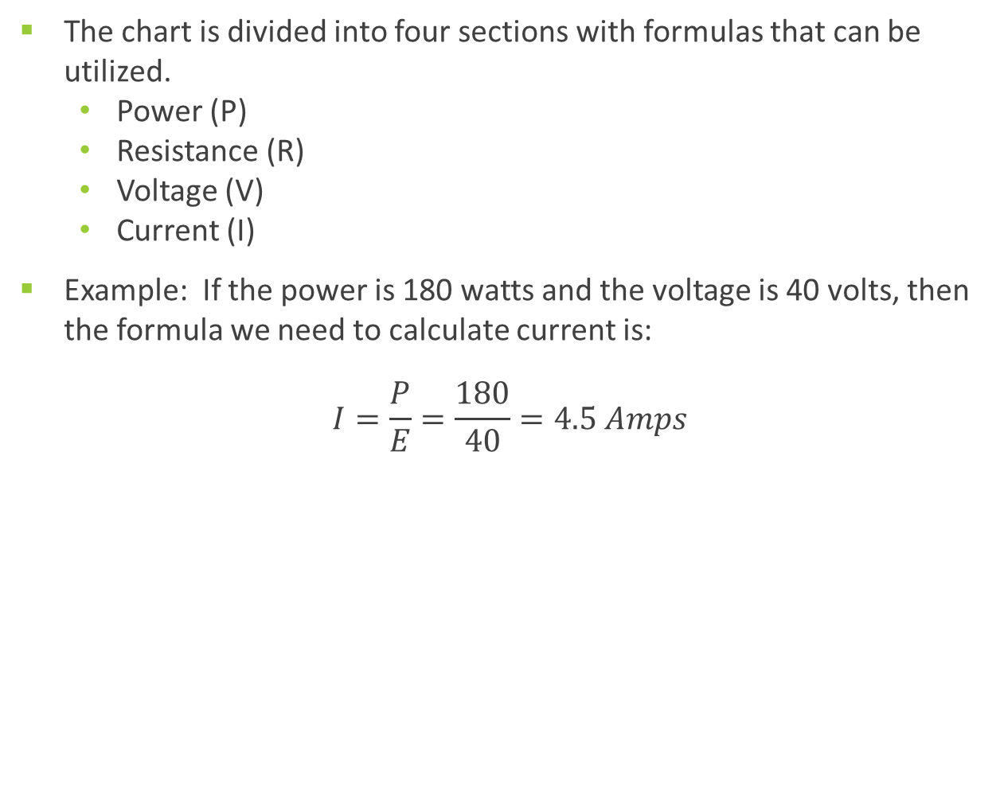 ▪ The chart is divided into four sections with formulas that can be
utilized.
• Power (P)
• Resistance (R)
• Voltage (V)
• Current (I)
▪ Example:  If the power is 180 watts and the voltage is 40 volts, then
the formula we need to calculate current is:
I = P/E = 180/40 = 4.5 Amps